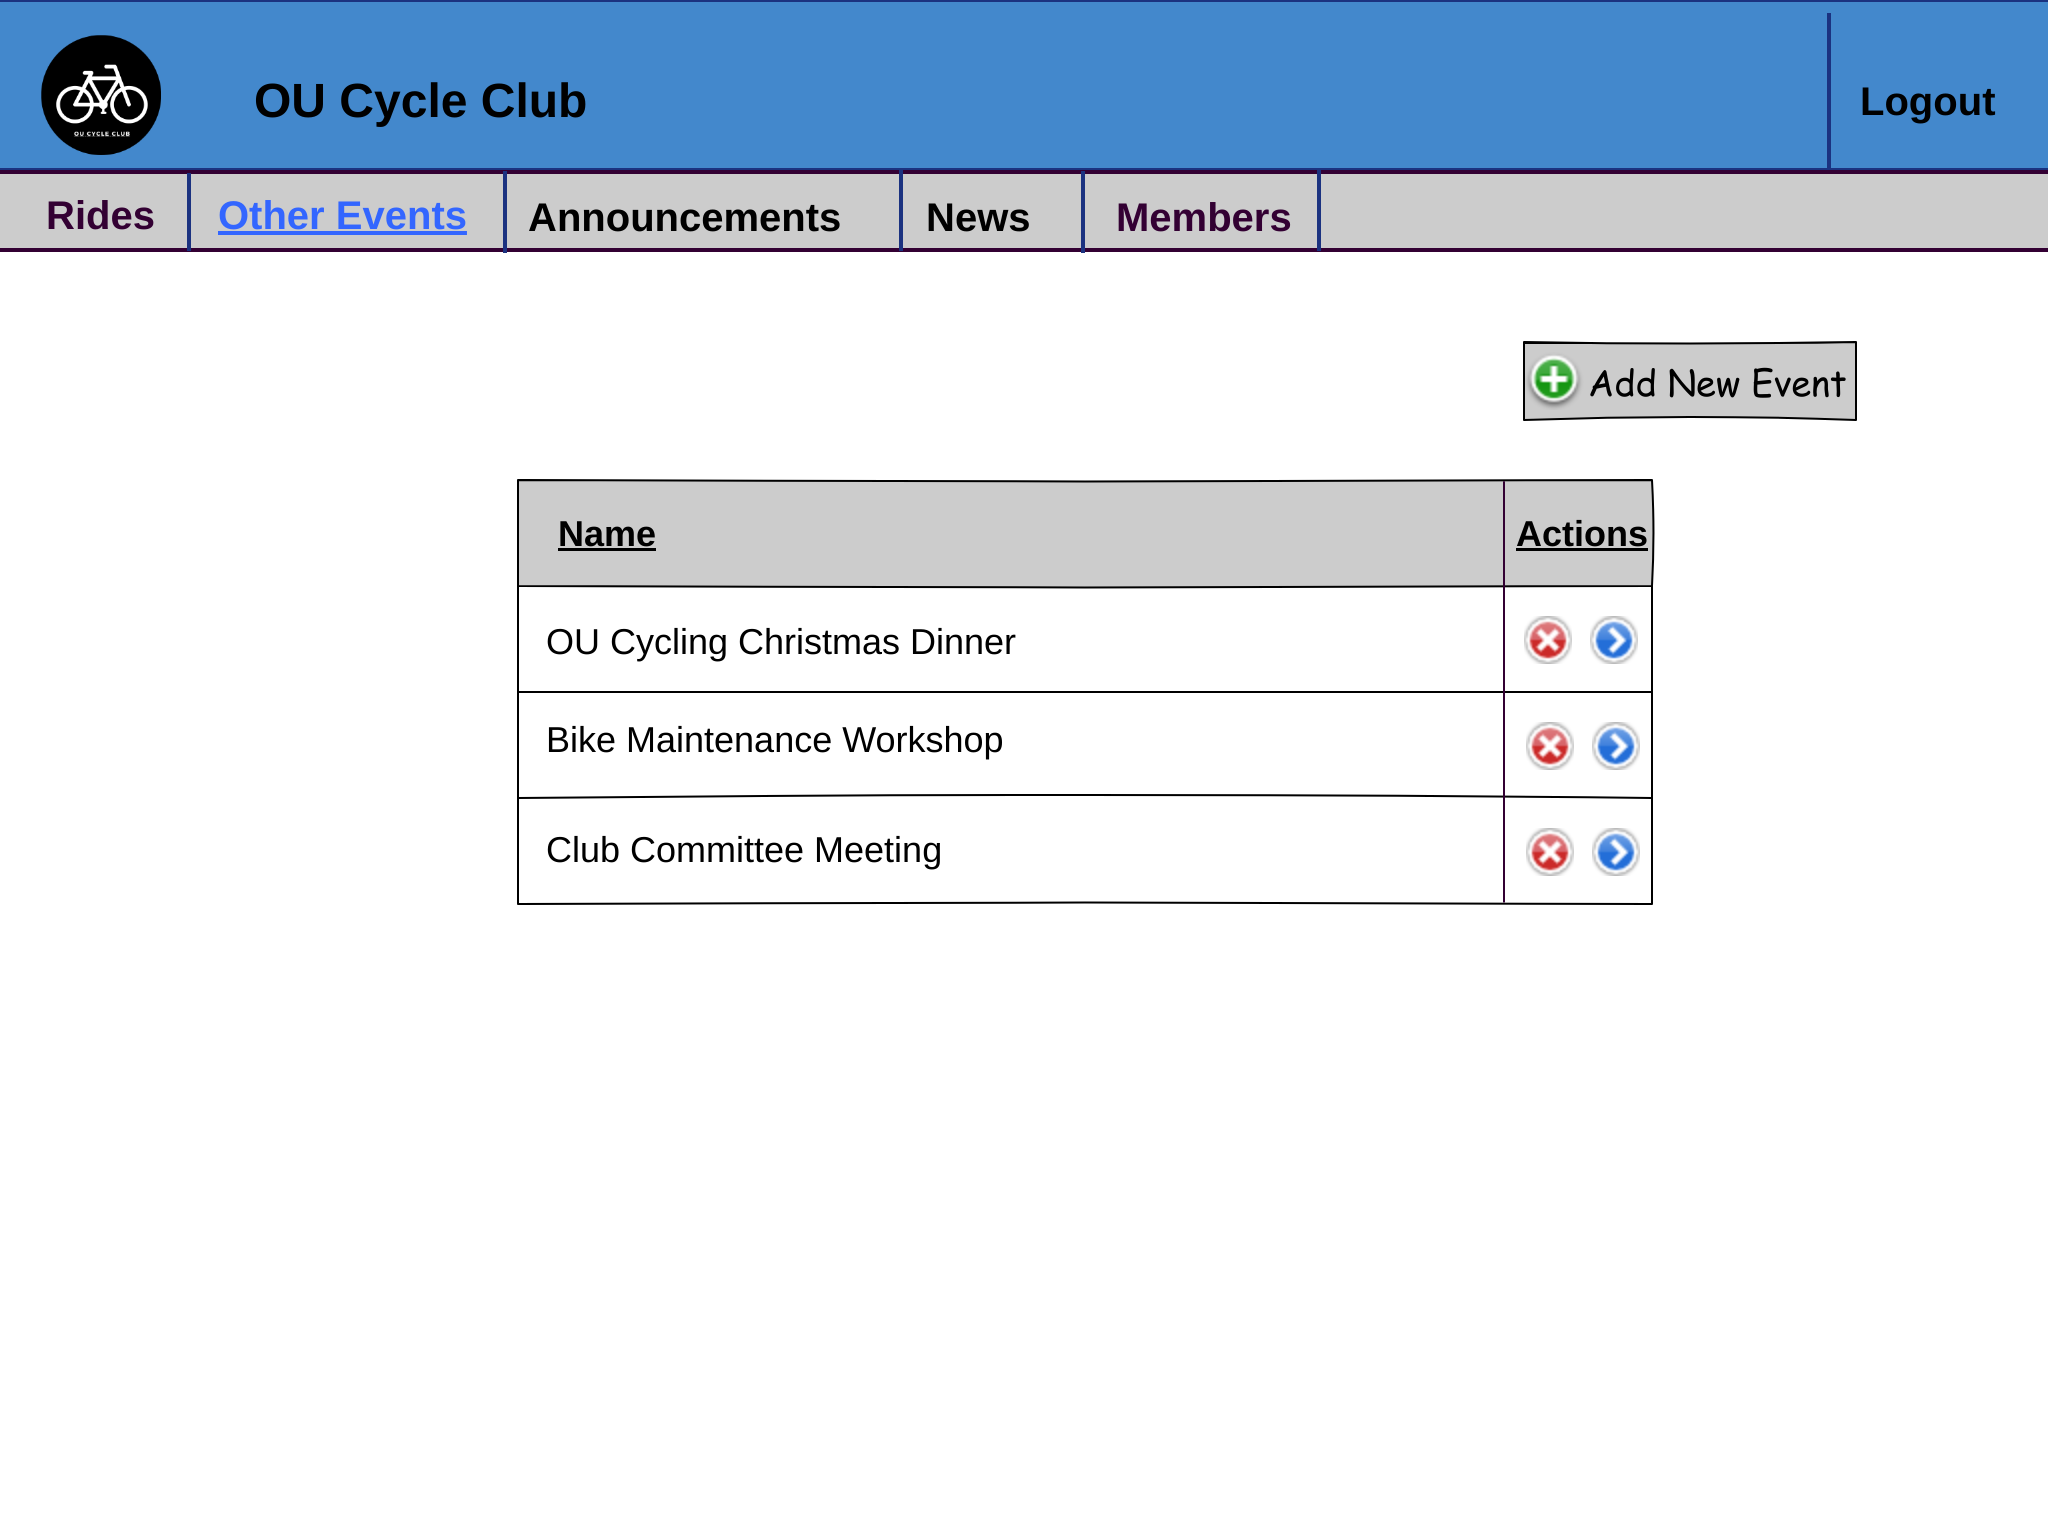 OU CYCLE CLUB
OU Cycle Club
Logout
Rides
Other Events
Announcements
News
Members
Add New Event
Name
Actions
OU Cycling Christmas Dinner
Bike Maintenance Workshop
Club Committee Meeting